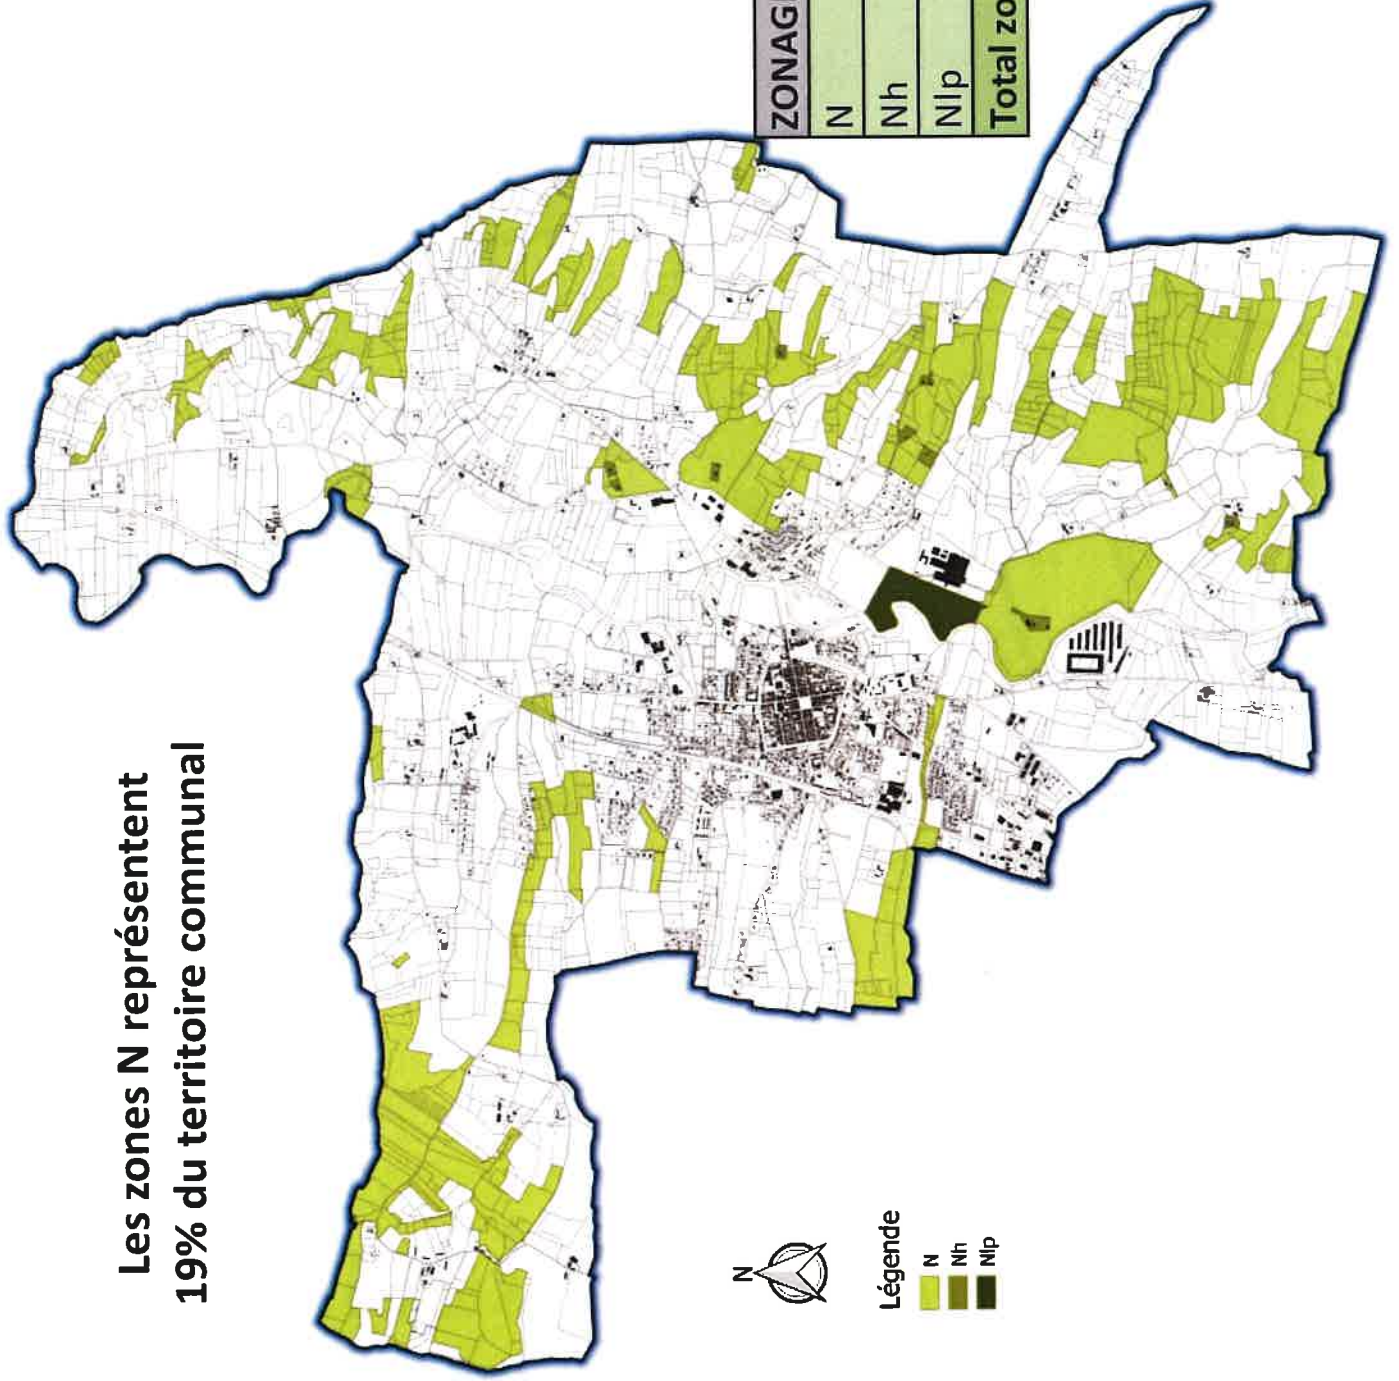 Les zones N représentent
19% du territoire communal
ZONAG
N
Nh
Nlp
Total zo
N
Légende
N
Nh
Nlp